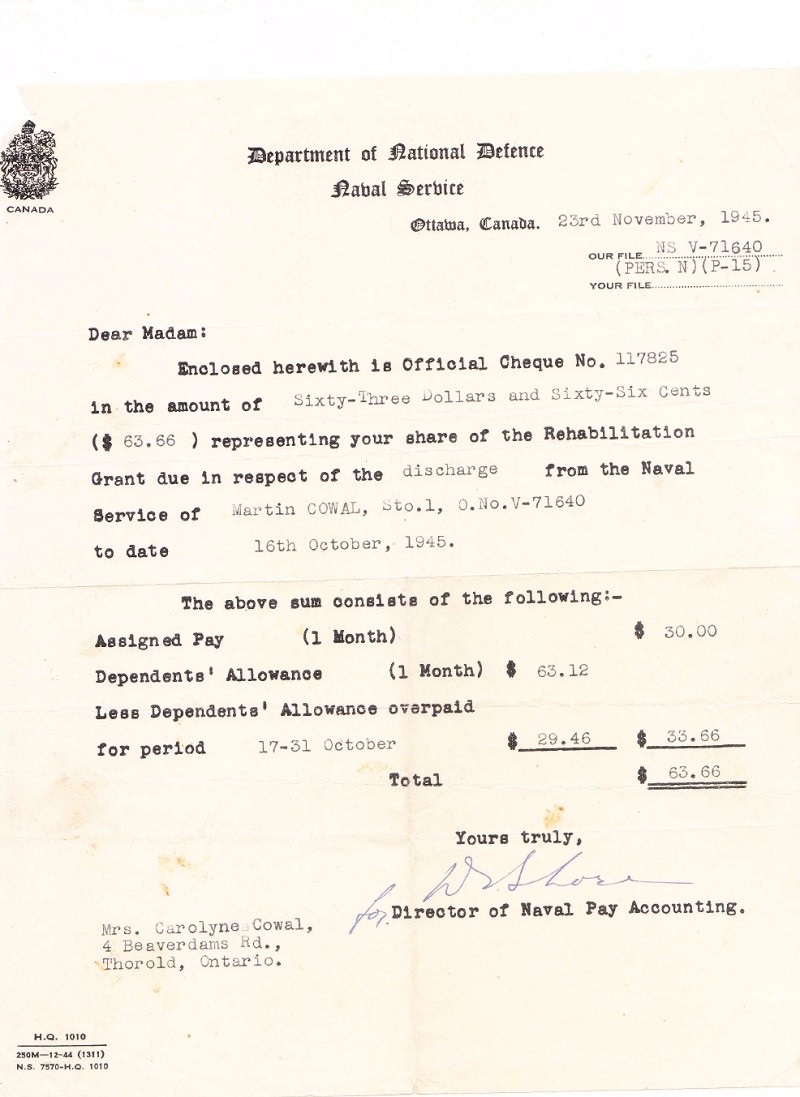 CANADA
Department of National Defence
Naval Service
Ottawa, Canada. 23rd November, 1945.
OUR FILE NS V-71640
(PERS. N)(P-15)
YOUR FILE
Dear Madam:
Enclosed herewith is Official Cheque No. 117825
in the amount of Sixty-Three Dollars and Sixty-Six Cents
($ 63.66 ) representing your share of the Rehabilitation
Grant due in respect of the discharge from the Naval
Service of Martin COWAL, Sto.1, O.No.V-71640
to date 16th October, 1945.
The above sum consists of the following:-
Assigned Pay (1 Month) $ 30.00
Dependents' Allowance (1 Month) $ 63.12
Less Dependents' Allowance overpaid
for period 17-31 October $ 29.46 $ 33.66
Total $ 63.66
Yours truly,
for Director of Naval Pay Accounting.
Mrs. Carolyne Cowal,
4 Beaverdams Rd.,
Thorold, Ontario.
H.Q. 1010
250M—12-44 (1311)
N.S. 7570-H.Q. 1010